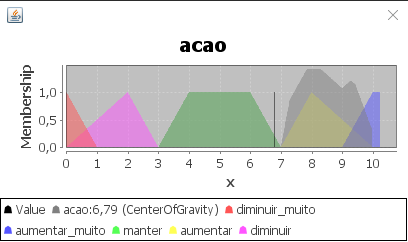 acao
Membership
1,0
0,5
0,0
0 1 2 3 4 5 6 7 8 9 10
x
Value acao:6,79 (CenterOfGravity) diminuir_muito
aumentar_muito manter aumentar diminuir